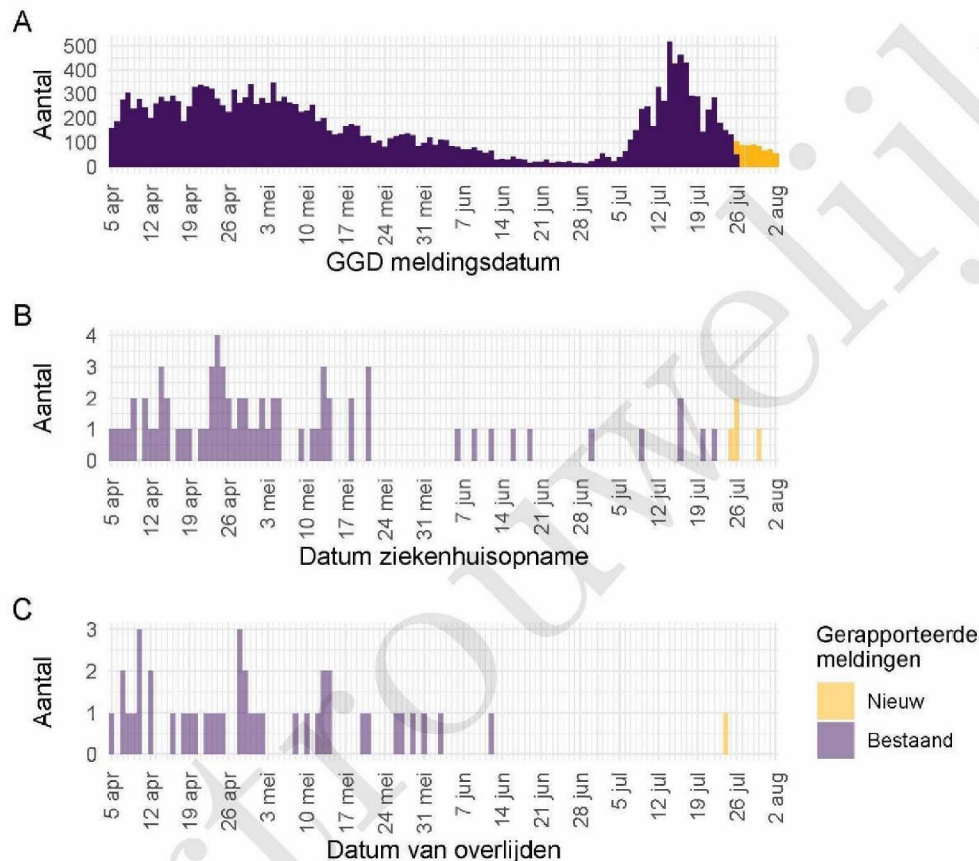 A
Aantal
500
400
300
200
100
0
5 apr
12 apr
19 apr
26 apr
3 mei
10 mei
17 mei
24 mei
31 mei
7 jun
14 jun
21 jun
28 jun
5 jul
12 jul
19 jul
26 jul
2 aug
GGD meldingsdatum
B
Aantal
4
3
2
1
0
5 apr
12 apr
19 apr
26 apr
3 mei
10 mei
17 mei
24 mei
31 mei
7 jun
14 jun
21 jun
28 jun
5 jul
12 jul
19 jul
26 jul
2 aug
Datum ziekenhuisopname
C
Aantal
3
2
1
0
5 apr
12 apr
19 apr
26 apr
3 mei
10 mei
17 mei
24 mei
31 mei
7 jun
14 jun
21 jun
28 jun
5 jul
12 jul
19 jul
26 jul
2 aug
Datum van overlijden
Gerapporteerde
meldingen
Nieuw
Bestaand